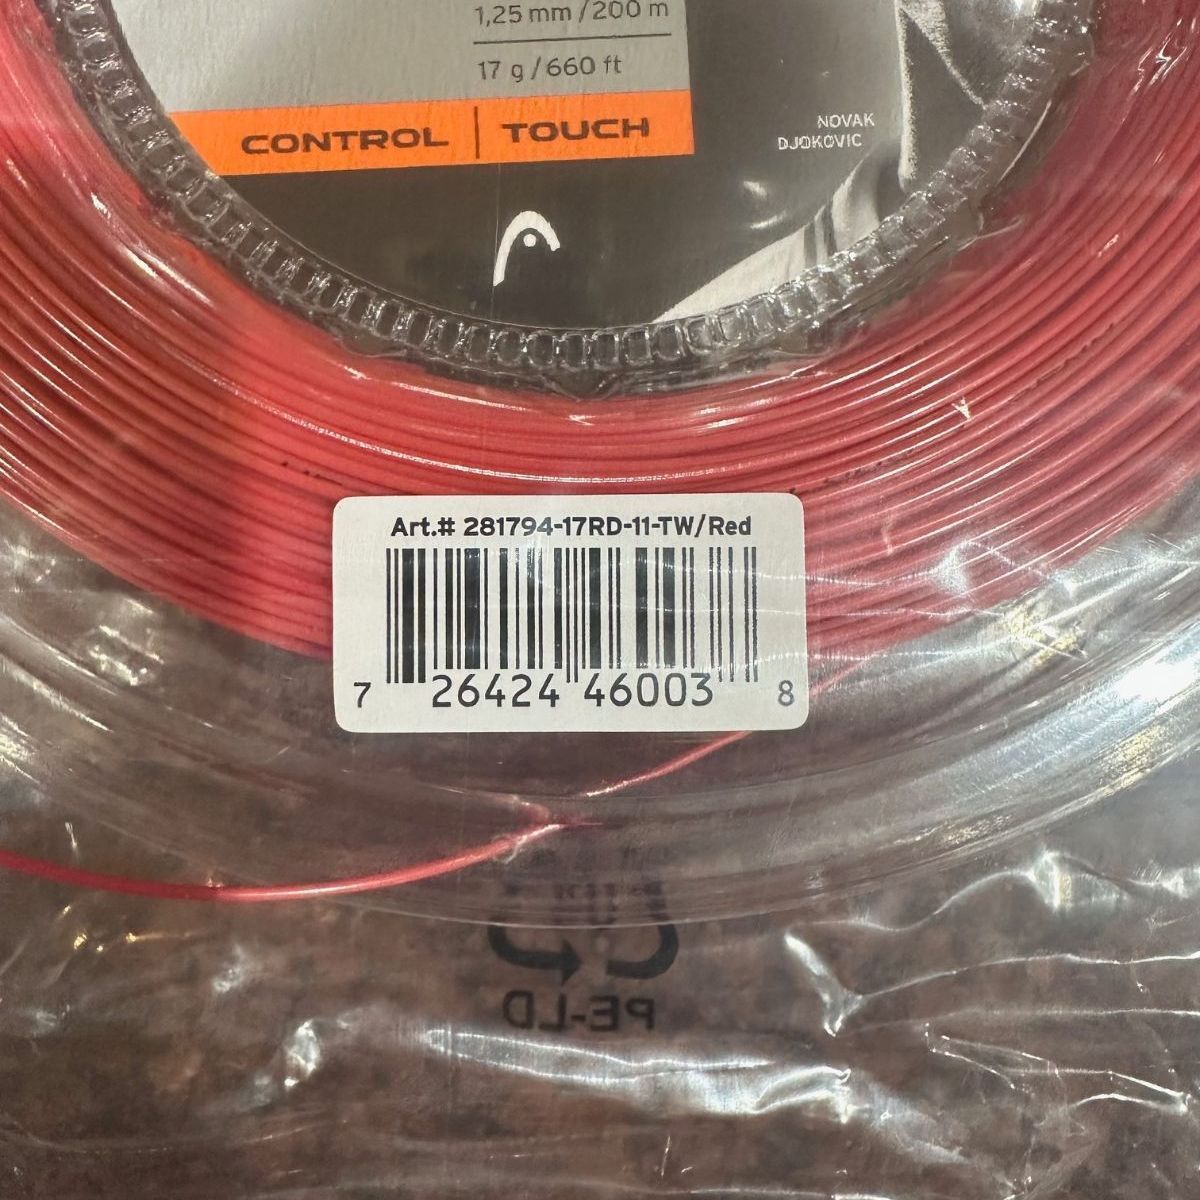 1,25 mm / 200 m
17 g / 660 ft
CONTROL | TOUCH
NOVAK
DJOKOVIC
Art.# 281794-17RD-11-TW/Red
7 26424 46003 8
PE-LD